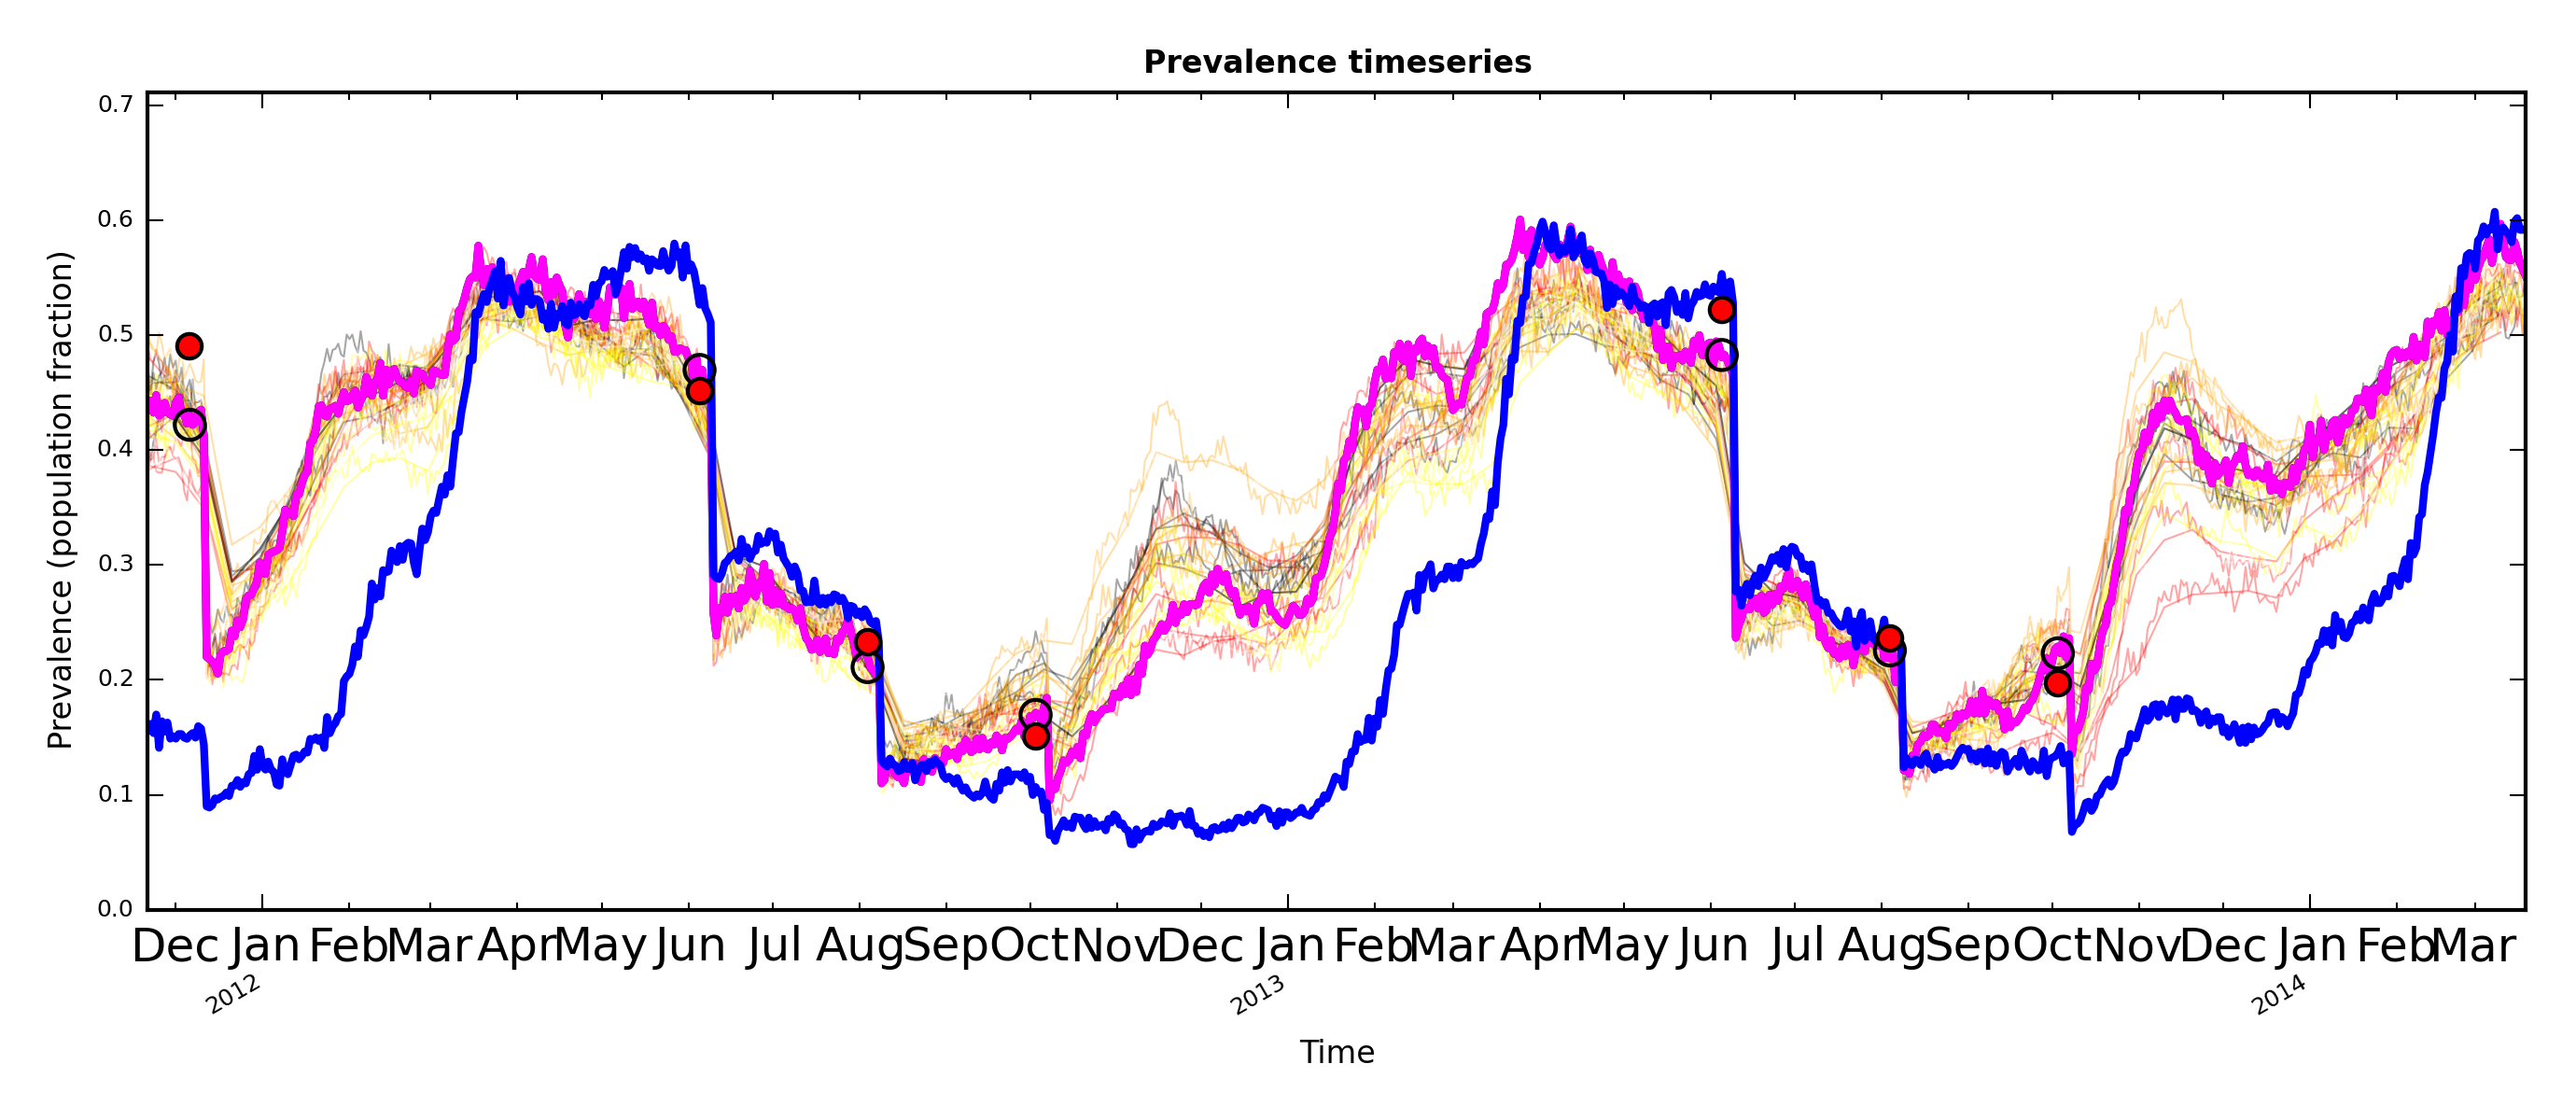 Prevalence timeseries
Prevalence (population fraction)
0.7
0.6
0.5
0.4
0.3
0.2
0.1
0.0
Dec Jan Feb Mar Apr May Jun Jul Aug Sep Oct Nov Dec Jan Feb Mar Apr May Jun Jul Aug Sep Oct Nov Dec Jan Feb Mar
2012 2013 2014
Time